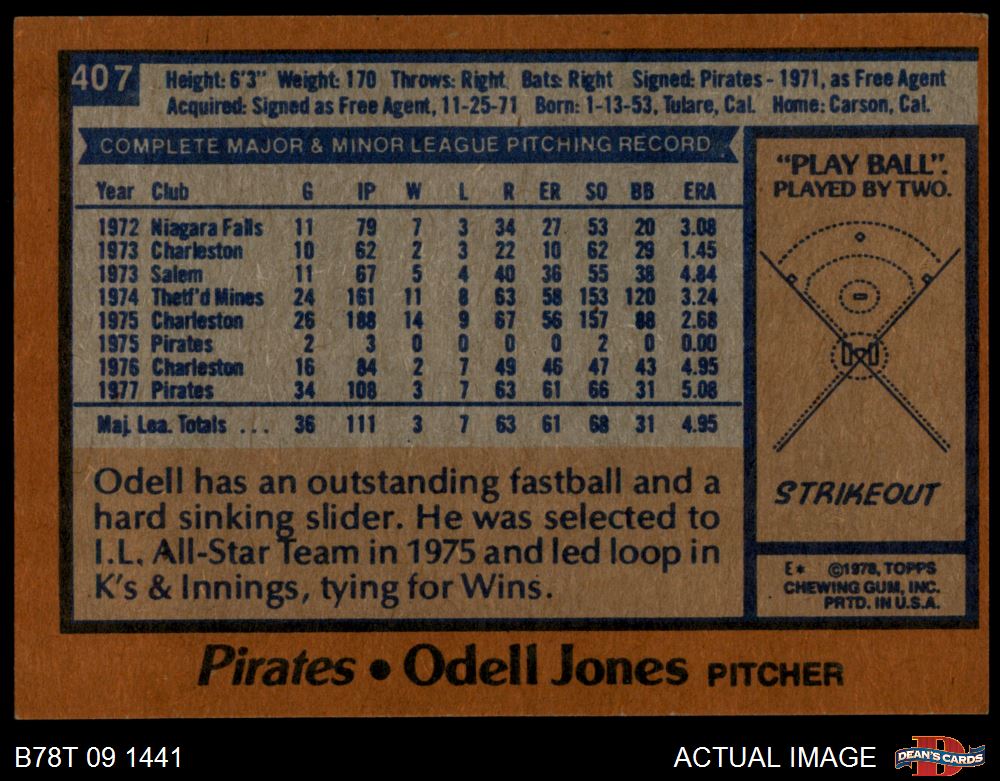 407
Height: 6'3" Weight: 170 Throws: Right Bats: Right Signed: Pirates - 1971, as Free Agent
Acquired: Signed as Free Agent, 11-25-71 Born: 1-13-53, Tulare, Cal. Home: Carson, Cal.
COMPLETE MAJOR & MINOR LEAGUE PITCHING RECORD
Year Club G IP W L R ER SO BB ERA
1972 Niagara Falls 11 79 7 3 34 27 53 20 3.08
1973 Charleston 10 62 2 3 22 10 62 29 1.45
1973 Salem 11 67 5 4 40 36 55 38 4.84
1974 Thetf'd Mines 24 161 11 8 63 58 153 120 3.24
1975 Charleston 26 188 14 9 67 56 157 88 2.68
1975 Pirates 2 3 0 0 0 0 2 0 0.00
1976 Charleston 16 84 2 7 49 46 47 43 4.95
1977 Pirates 34 108 3 7 63 61 66 31 5.08
Maj. Lea. Totals ... 36 111 3 7 63 61 68 31 4.95
Odell has an outstanding fastball and a
hard sinking slider. He was selected to
I.L. All-Star Team in 1975 and led loop in
K's & Innings, tying for Wins.
"PLAY BALL".
PLAYED BY TWO.
STRIKEOUT
E* ©1978, TOPPS
CHEWING GUM, INC.
PRTD. IN U.S.A.
Pirates • Odell Jones PITCHER
B78T 09 1441
ACTUAL IMAGE
D
DEAN'S CARDS